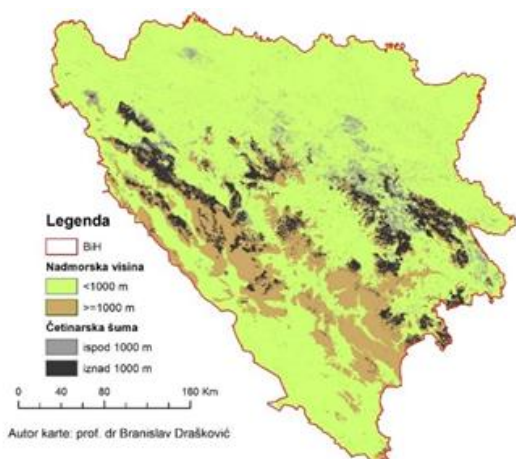 Legenda
BiH
Nadmorska visina
<1000 m
>=1000 m
Četinarska šuma
ispod 1000 m
iznad 1000 m
0 40 80 160 Km
Autor karte: prof. dr Branislav Drašković